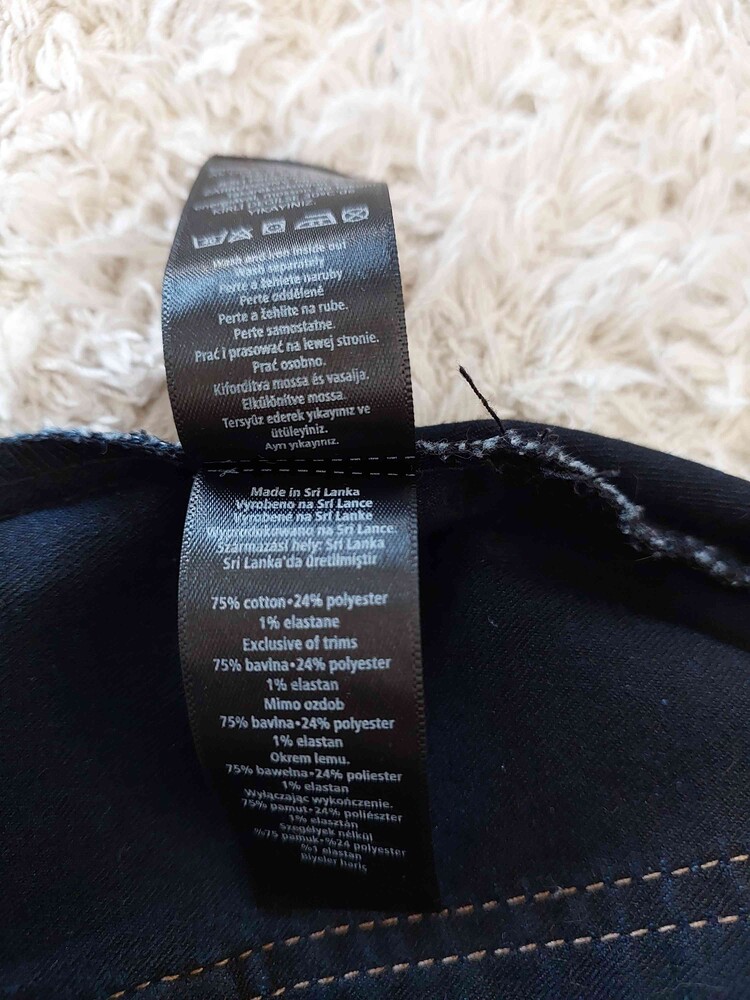 YIKAYINIZ.
Wash and iron inside out
Wash separately
Perte a žehlete naruby
Perte odděleně
Perte a žehlite na rube.
Perte samostatne.
Prać i prasować na lewej stronie.
Prać osobno.
Kifordítva mossa és vasalja.
Elkülönítve mossa.
Tersyüz ederek yıkayınız ve
ütüleyiniz.
Ayrı yıkayınız.
Made in Sri Lanka
Vyrobeno na Srí Lance
Vyrobené na Srí Lanke
Wyprodukowano na Sri Lance.
Származási hely: Srí Lanka
Sri Lanka'da üretilmiştir
75% cotton•24% polyester
1% elastane
Exclusive of trims
75% bavlna•24% polyester
1% elastan
Mimo ozdob
75% bavlna•24% polyester
1% elastan
Okrem lemu.
75% bawełna•24% poliester
1% elastan
Wyłączając wykończenie.
75% pamut•24% poliészter
1% elasztán
Szegélyek nélkül
%75 pamuk•%24 polyester
%1 elastan
Biyeler hariç